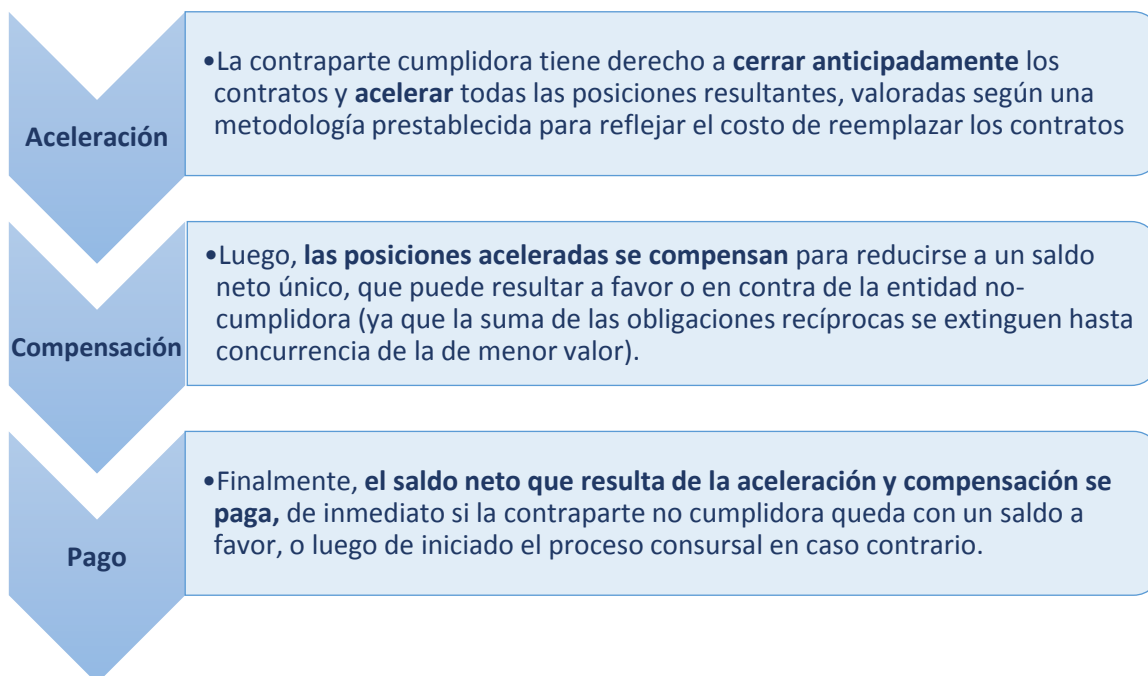 Aceleración
•La contraparte cumplidora tiene derecho a cerrar anticipadamente los
contratos y acelerar todas las posiciones resultantes, valoradas según una
metodología prestablecida para reflejar el costo de reemplazar los contratos
Compensación
•Luego, las posiciones aceleradas se compensan para reducirse a un saldo
neto único, que puede resultar a favor o en contra de la entidad no-
cumplidora (ya que la suma de las obligaciones recíprocas se extinguen hasta
concurrencia de la de menor valor).
Pago
•Finalmente, el saldo neto que resulta de la aceleración y compensación se
paga, de inmediato si la contraparte no cumplidora queda con un saldo a
favor, o luego de iniciado el proceso consursal en caso contrario.